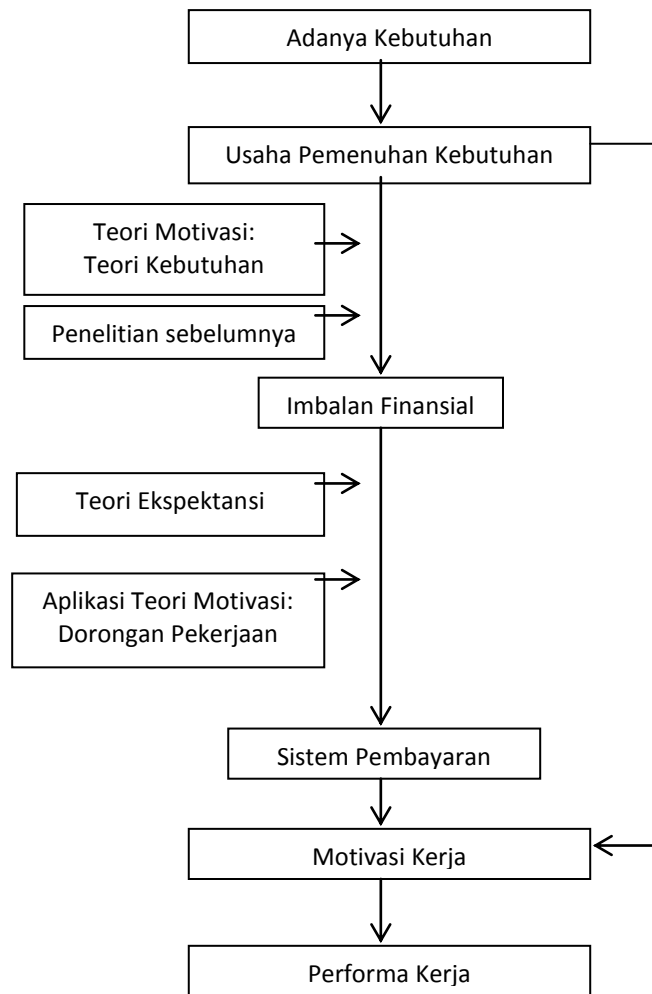 Adanya Kebutuhan
Usaha Pemenuhan Kebutuhan
Teori Motivasi:
Teori Kebutuhan
Penelitian sebelumnya
Imbalan Finansial
Teori Ekspektansi
Aplikasi Teori Motivasi:
Dorongan Pekerjaan
Sistem Pembayaran
Motivasi Kerja
Performa Kerja